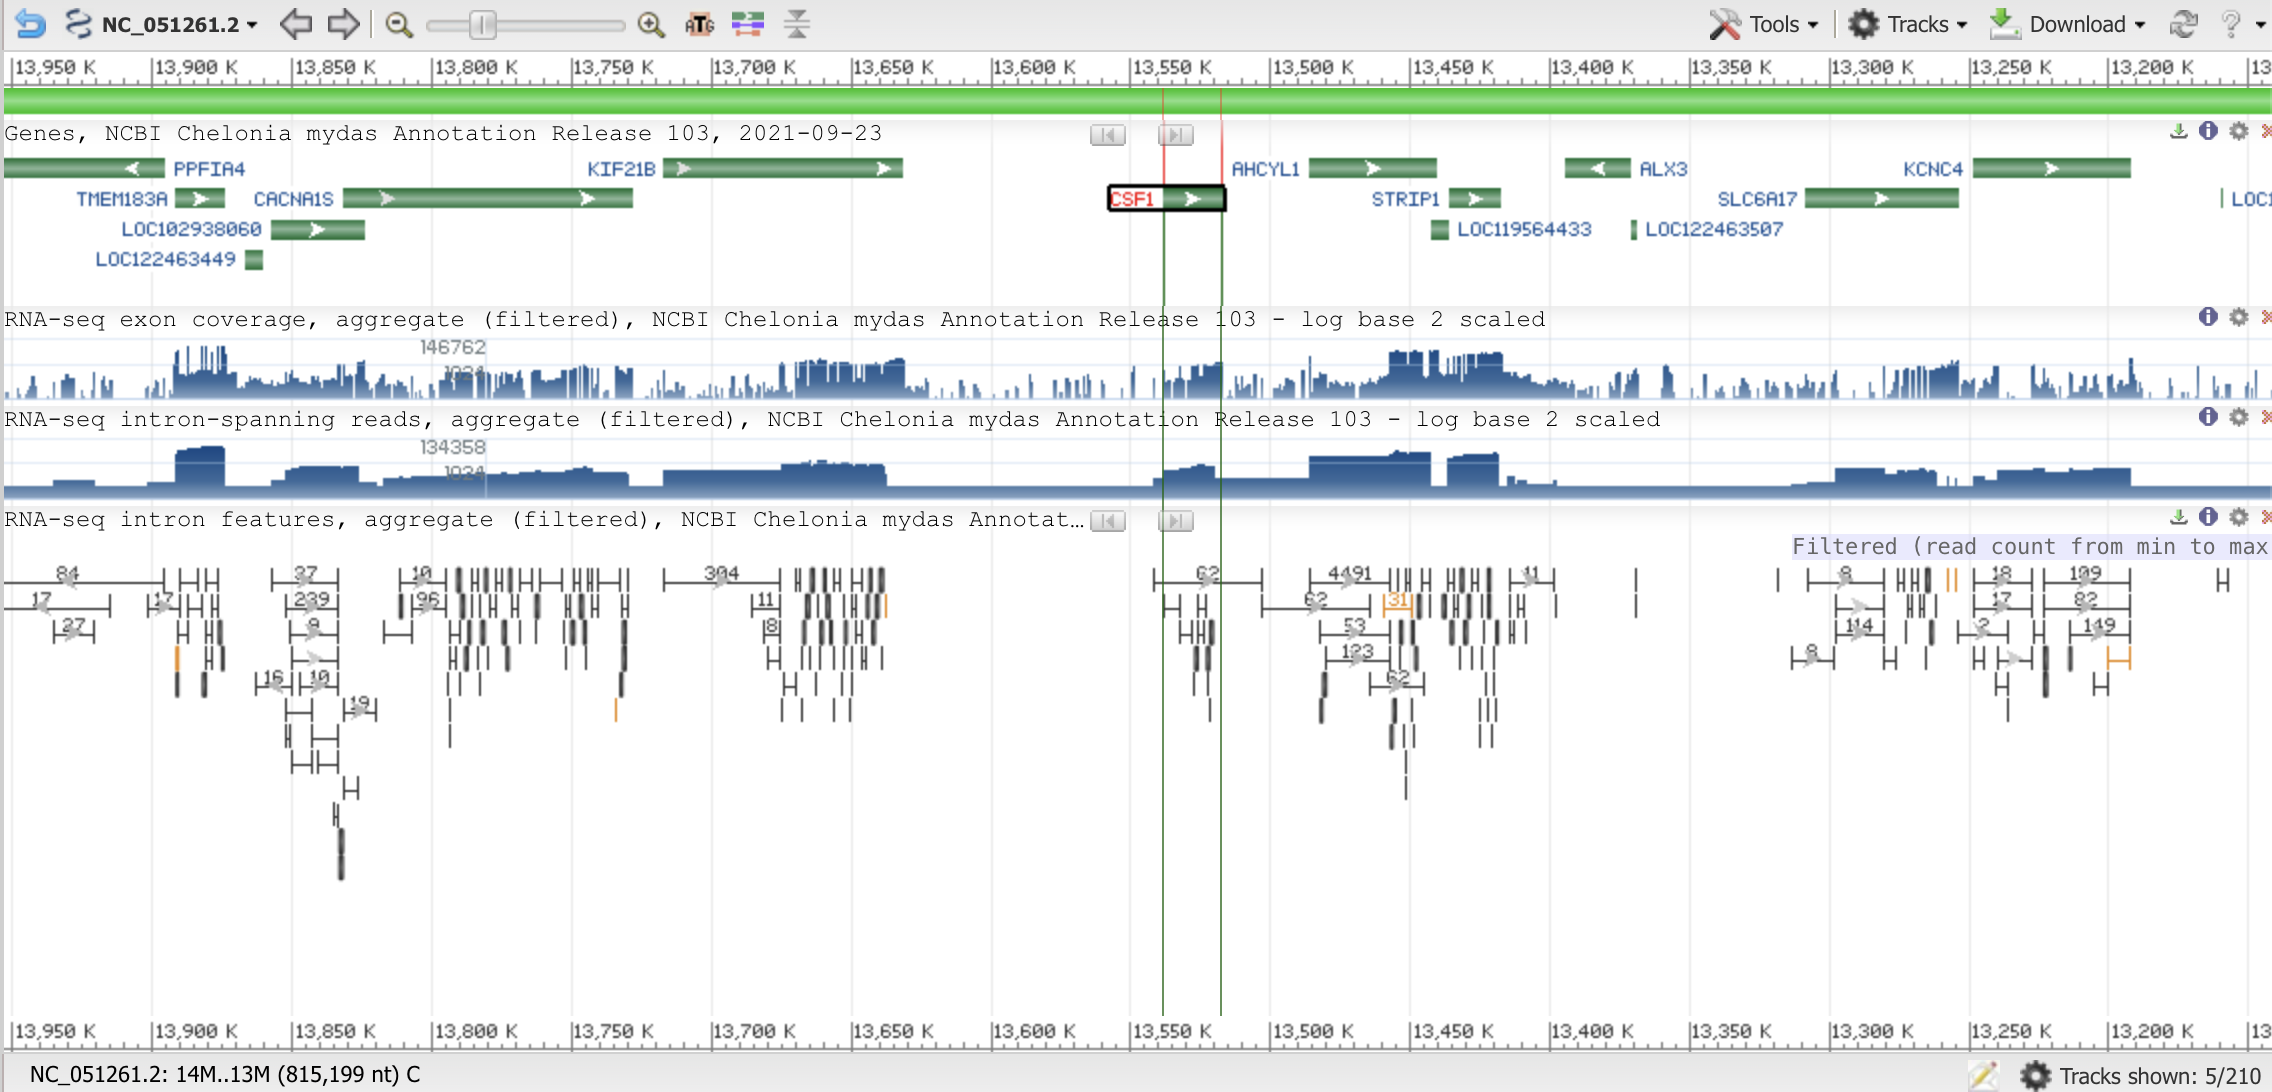 NC_051261.2 ATG Tools Tracks Download ?
13,950 K 13,900 K 13,850 K 13,800 K 13,750 K 13,700 K 13,650 K 13,600 K 13,550 K 13,500 K 13,450 K 13,400 K 13,350 K 13,300 K 13,250 K 13,200 K 13
Genes, NCBI Chelonia mydas Annotation Release 103, 2021-09-23
PPFIA4 KIF21B AHCYL1 ALX3 KCNC4
TMEM183A CACNA1S CSF1 STRIP1 SLC6A17 LOC1
LOC102938060 LOC119564433 LOC122463507
LOC122463449
RNA-seq exon coverage, aggregate (filtered), NCBI Chelonia mydas Annotation Release 103 - log base 2 scaled
146762
1024
RNA-seq intron-spanning reads, aggregate (filtered), NCBI Chelonia mydas Annotation Release 103 - log base 2 scaled
134358
1024
RNA-seq intron features, aggregate (filtered), NCBI Chelonia mydas Annotat...
Filtered (read count from min to max
84 37 10 304 62 4491 11 8 18 109
17 17 239 96 11 62 31 17 82
27 9 8 53 114 2 149
123 8
16 10 62
19
13,950 K 13,900 K 13,850 K 13,800 K 13,750 K 13,700 K 13,650 K 13,600 K 13,550 K 13,500 K 13,450 K 13,400 K 13,350 K 13,300 K 13,250 K 13,200 K 13
NC_051261.2: 14M..13M (815,199 nt) C Tracks shown: 5/210